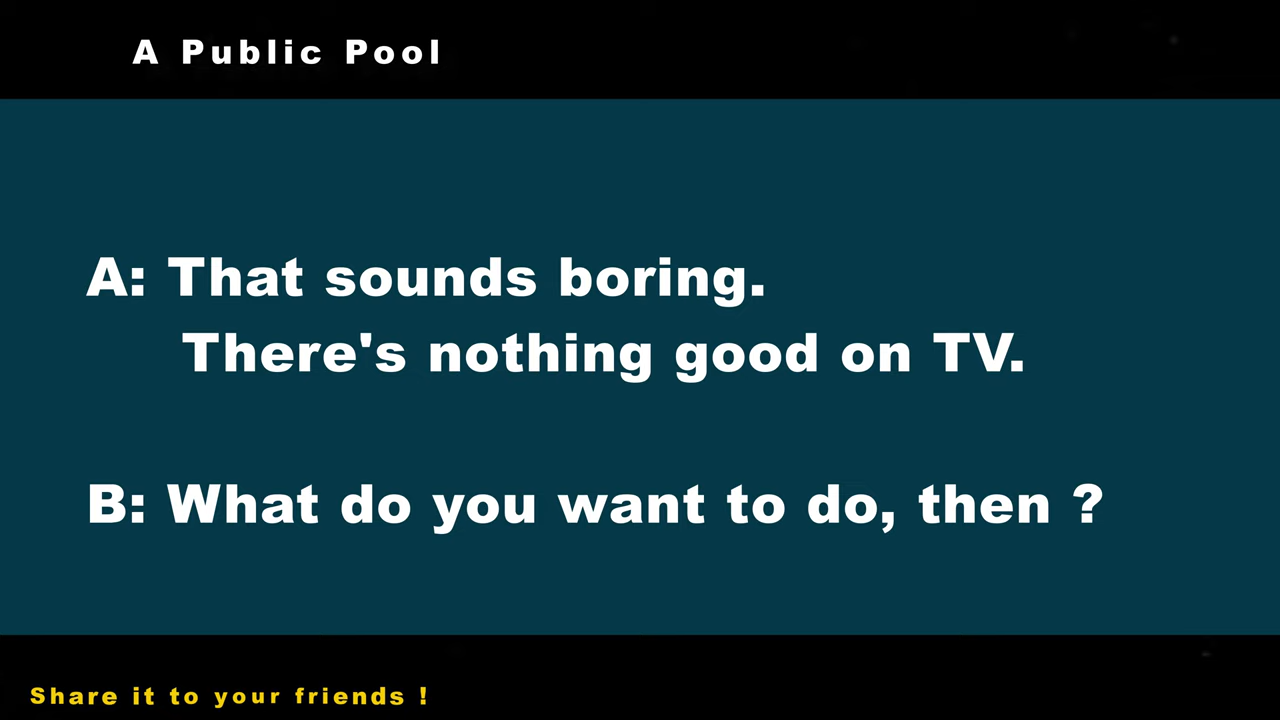 A Public Pool
A: That sounds boring.
There's nothing good on TV.
B: What do you want to do, then ?
Share it to your friends !